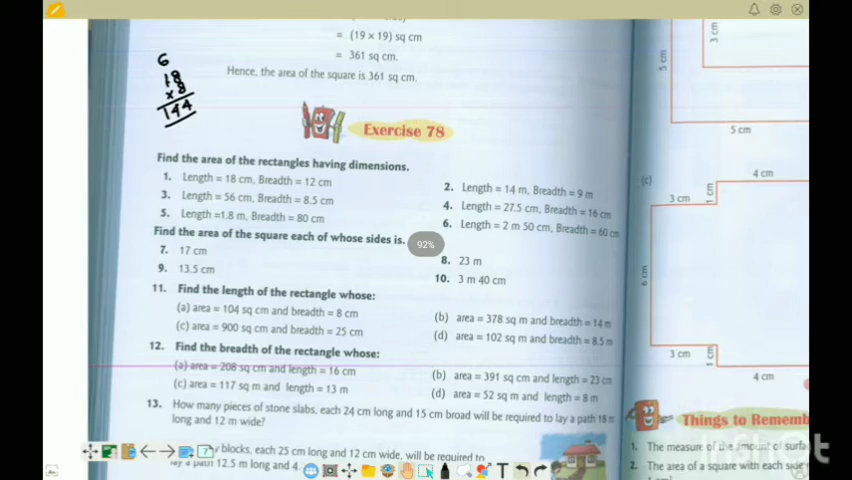 = (19 × 19) sq cm
= 361 sq cm.
Hence, the area of the square is 361 sq cm.
6
18
× 8
144
Exercise 78
Find the area of the rectangles having dimensions.
1. Length = 18 cm, Breadth = 12 cm
2. Length = 14 m, Breadth = 9 m
3. Length = 56 cm, Breadth = 8.5 cm
4. Length = 27.5 cm, Breadth = 16 cm
5. Length =1.8 m, Breadth = 80 cm
6. Length = 2 m 50 cm, Breadth = 60 cm
Find the area of the square each of whose sides is.
92%
7. 17 cm
8. 23 m
9. 13.5 cm
10. 3 m 40 cm
11. Find the length of the rectangle whose:
(a) area = 104 sq cm and breadth = 8 cm
(b) area = 378 sq m and breadth = 14 m
(c) area = 900 sq cm and breadth = 25 cm
(d) area = 102 sq m and breadth = 8.5 m
12. Find the breadth of the rectangle whose:
(a) area = 208 sq cm and length = 16 cm
(b) area = 391 sq cm and length = 23 cm
(c) area = 117 sq m and length = 13 m
(d) area = 52 sq m and length = 8 m
13. How many pieces of stone slabs, each 24 cm long and 15 cm broad will be required to lay a path 18 m
long and 12 m wide?
blocks, each 25 cm long and 12 cm wide, will be required to
lay a path 12.5 m long and 4
7
T
3 cm
5 cm
5 cm
(c)
4 cm
1 cm
3 cm
6 cm
3 cm
1 cm
4 cm
Things to Rememb
1. The measure of the amount of surfa
2. The area of a square with each side